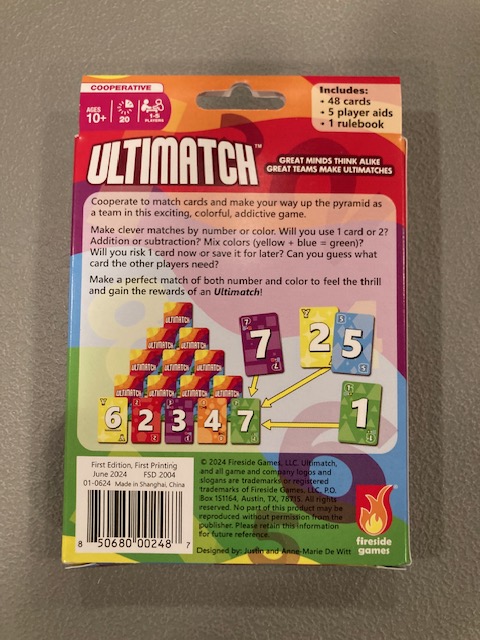 COOPERATIVE
AGES
10+
20
1-5
PLAYERS
Includes:
• 48 cards
• 5 player aids
• 1 rulebook
ULTIMATCH™
GREAT MINDS THINK ALIKE
GREAT TEAMS MAKE ULTIMATCHES
Cooperate to match cards and make your way up the pyramid as
a team in this exciting, colorful, addictive game.
Make clever matches by number or color. Will you use 1 card or 2?
Addition or subtraction? Mix colors (yellow + blue = green)?
Will you risk 1 card now or save it for later? Can you guess what
card the other players need?
Make a perfect match of both number and color to feel the thrill
and gain the rewards of an Ultimatch!
ULTIMATCH
ULTIMATCH ULTIMATCH
ULTIMATCH ULTIMATCH ULTIMATCH
ULTIMATCH ULTIMATCH ULTIMATCH ULTIMATCH
6 2 3 4 7
7
2 5
1
First Edition, First Printing
June 2024 FSD 2004
01-0624 Made in Shanghai, China
8 50680 00248 7
© 2024 Fireside Games, LLC. Ultimatch,
and all game and company logos and
slogans are trademarks or registered
trademarks of Fireside Games, LLC. P.O.
Box 151164, Austin, TX, 78715. All rights
reserved. No part of this product may be
reproduced without permission from the
publisher. Please retain this information
for future reference.
Designed by: Justin and Anne-Marie De Witt
fireside
games